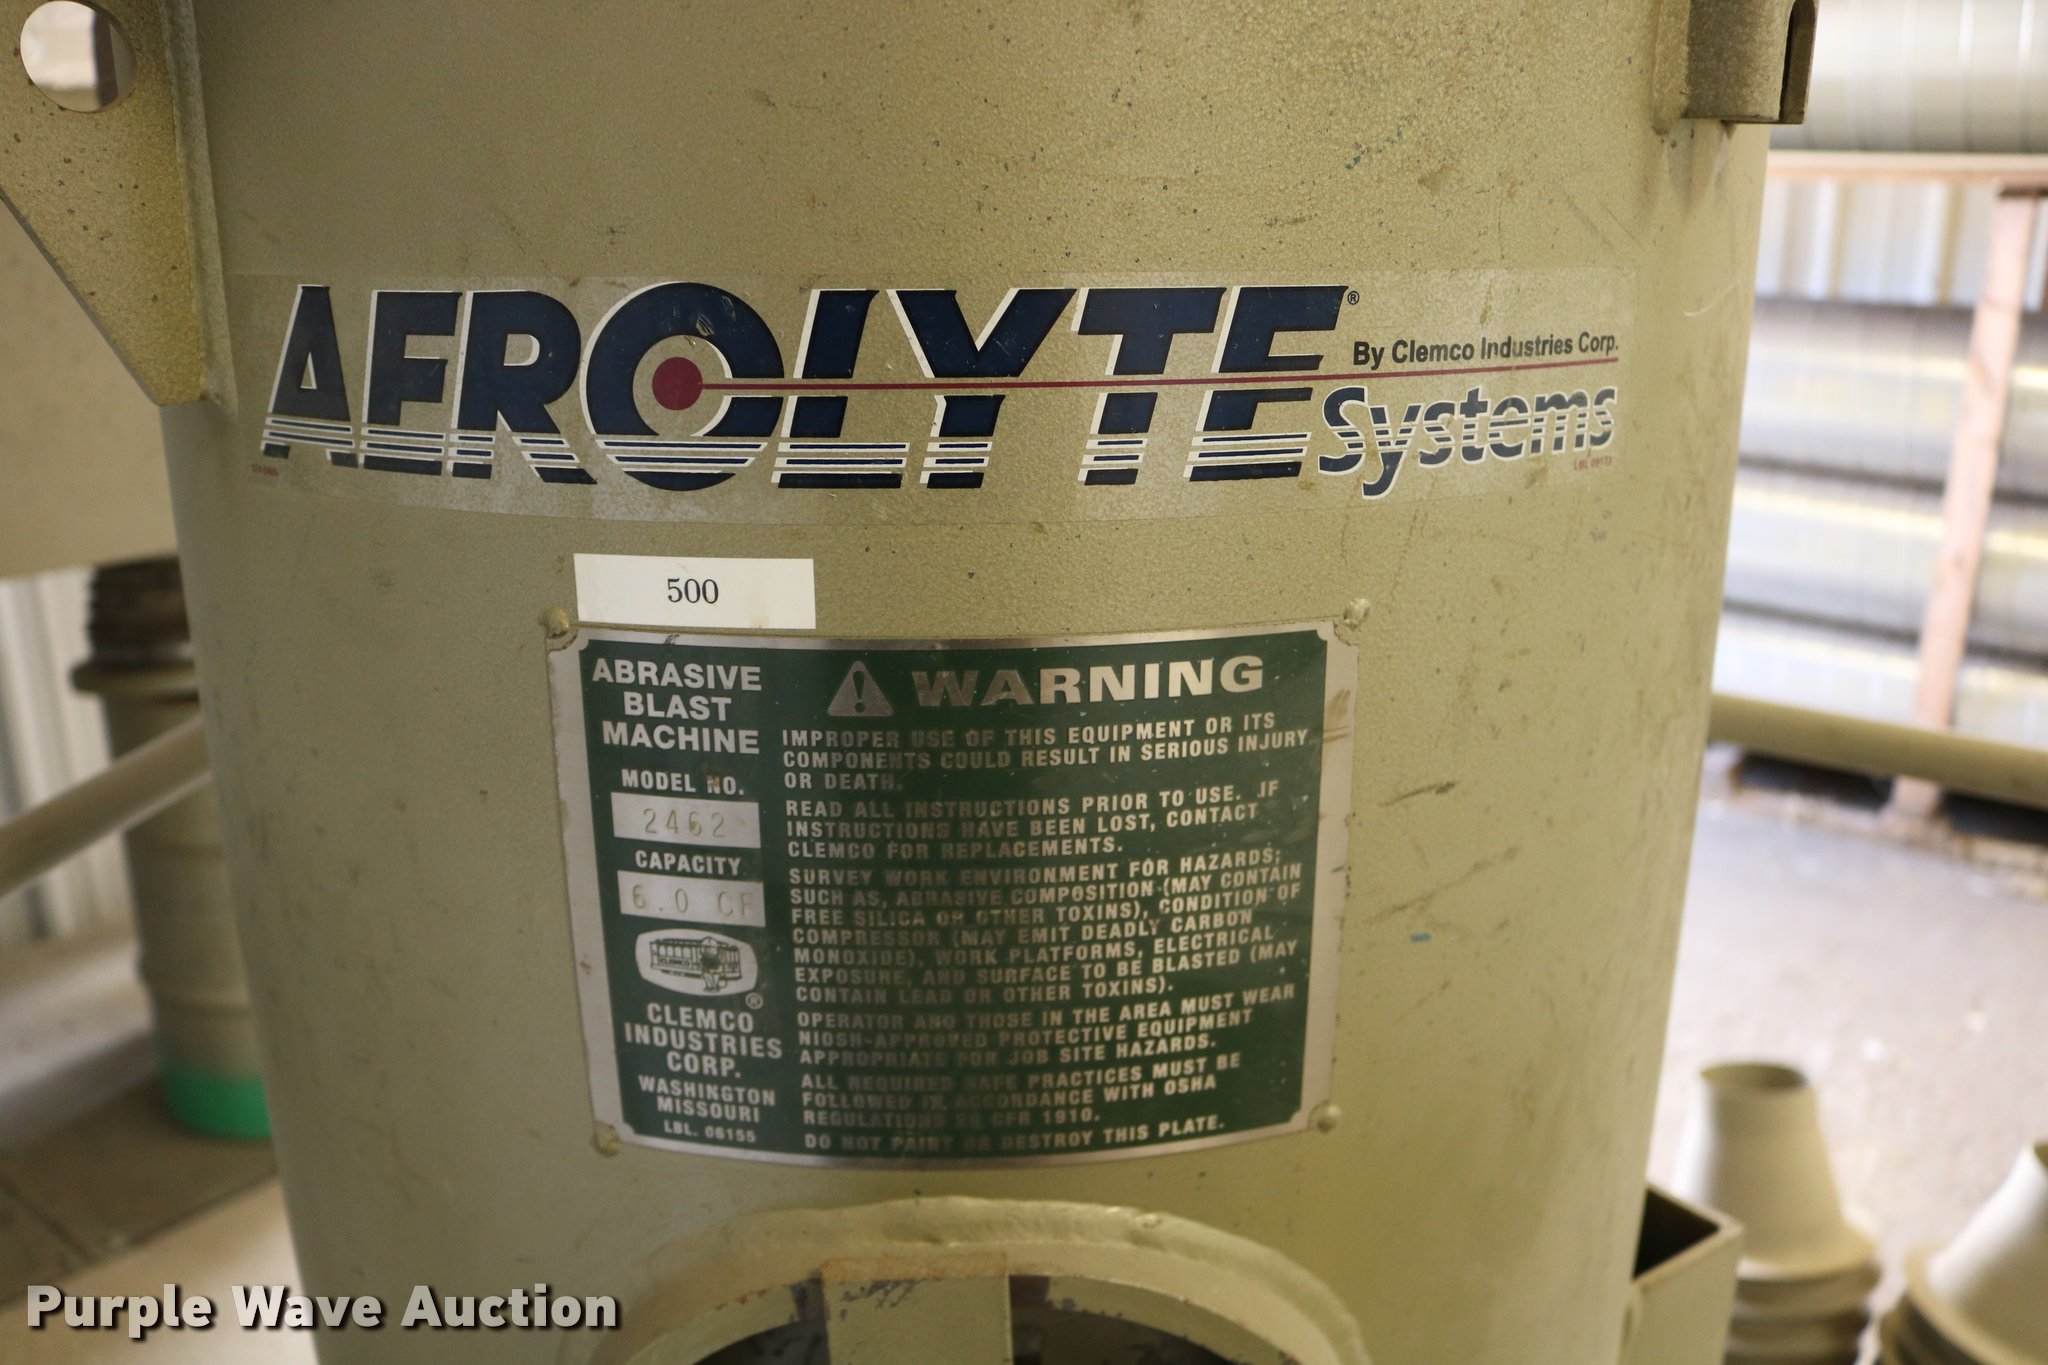 AEROLYTE®
By Clemco Industries Corp.
Systems
LBL 09173
500
ABRASIVE
BLAST
MACHINE
MODEL NO.
2462
CAPACITY
6.0 CF
CLEMCO
®
CLEMCO
INDUSTRIES
CORP.
WASHINGTON
MISSOURI
LBL. 06155
WARNING
IMPROPER USE OF THIS EQUIPMENT OR ITS
COMPONENTS COULD RESULT IN SERIOUS INJURY
OR DEATH.
READ ALL INSTRUCTIONS PRIOR TO USE. IF
INSTRUCTIONS HAVE BEEN LOST, CONTACT
CLEMCO FOR REPLACEMENTS.
SURVEY WORK ENVIRONMENT FOR HAZARDS;
SUCH AS, ABRASIVE COMPOSITION (MAY CONTAIN
FREE SILICA OR OTHER TOXINS), CONDITION OF
COMPRESSOR (MAY EMIT DEADLY CARBON
MONOXIDE), WORK PLATFORMS, ELECTRICAL
EXPOSURE, AND SURFACE TO BE BLASTED (MAY
CONTAIN LEAD OR OTHER TOXINS).
OPERATOR AND THOSE IN THE AREA MUST WEAR
NIOSH-APPROVED PROTECTIVE EQUIPMENT
APPROPRIATE FOR JOB SITE HAZARDS.
ALL REQUIRED SAFE PRACTICES MUST BE
FOLLOWED IN ACCORDANCE WITH OSHA
REGULATIONS 29 CFR 1910.
DO NOT PAINT OR DESTROY THIS PLATE.
Purple Wave Auction